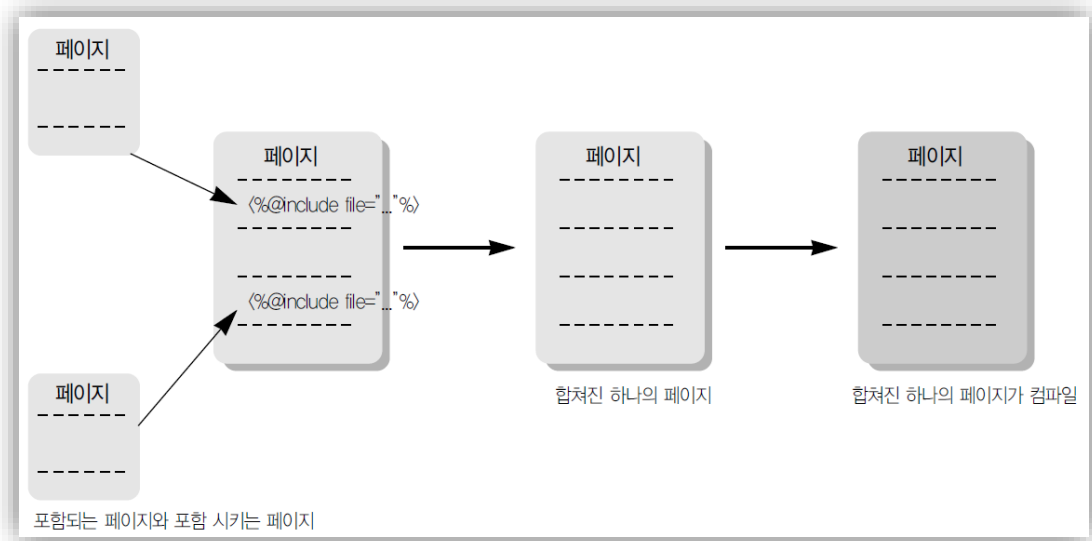 페이지
페이지
<%@include file="..."%>
<%@include file="..."%>
페이지
페이지
페이지
합쳐진 하나의 페이지
합쳐진 하나의 페이지가 컴파일
포함되는 페이지와 포함 시키는 페이지